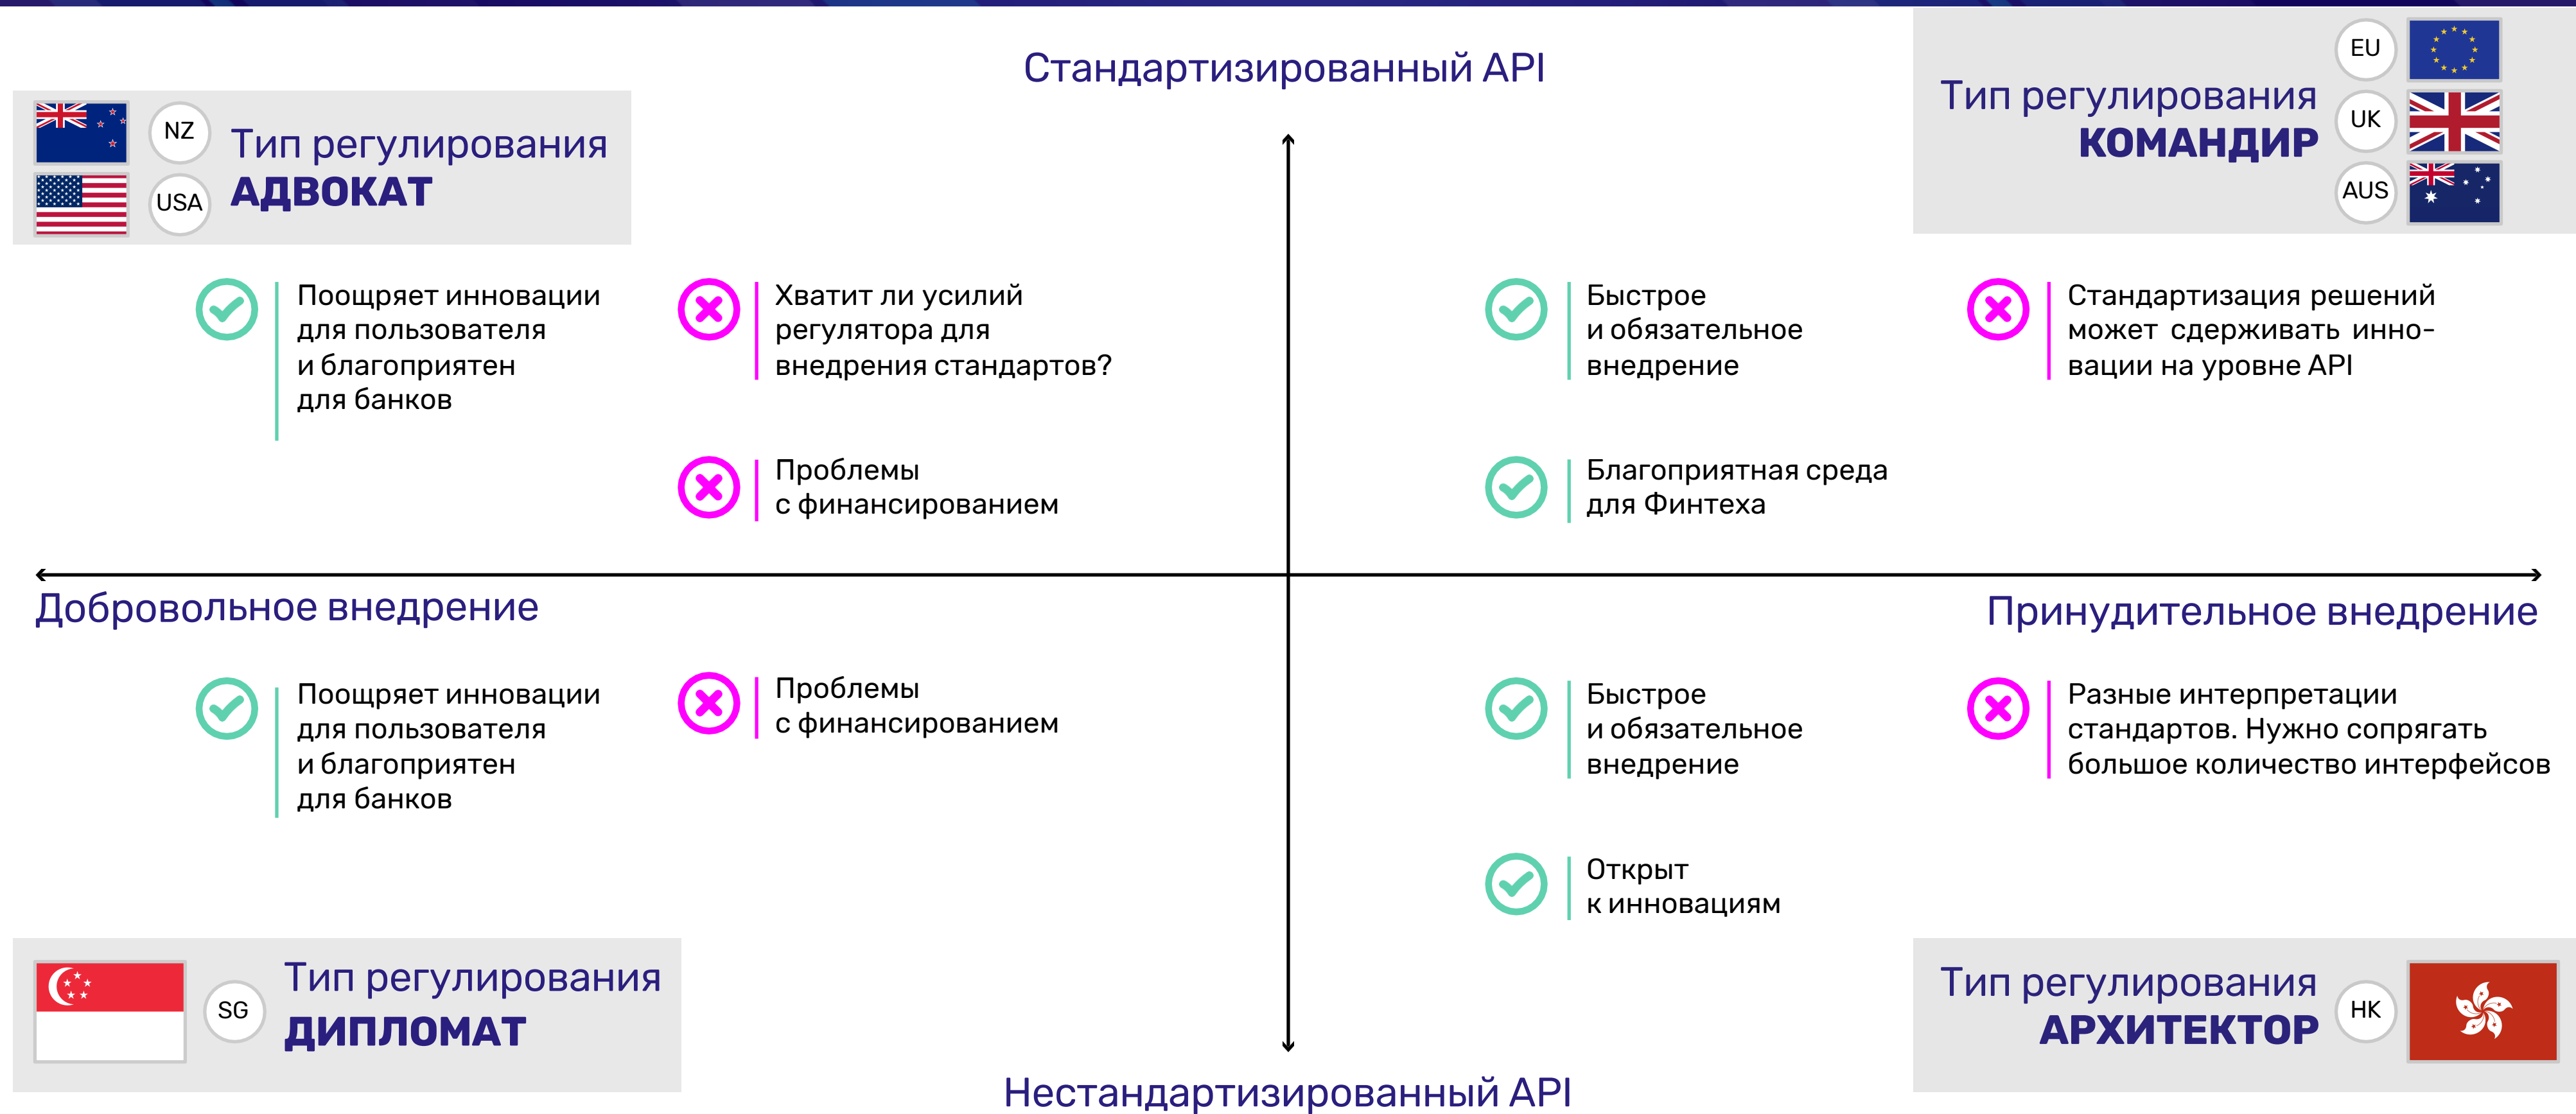 Стандартизированный API
NZ
USA
Тип регулирования
АДВОКАТ
Тип регулирования
КОМАНДИР
EU
UK
AUS
Поощряет инновации
для пользователя
и благоприятен
для банков
Хватит ли усилий
регулятора для
внедрения стандартов?
Проблемы
с финансированием
Быстрое
и обязательное
внедрение
Благоприятная среда
для Финтеха
Стандартизация решений
может сдерживать инно-
вации на уровне API
Добровольное внедрение
Принудительное внедрение
Поощряет инновации
для пользователя
и благоприятен
для банков
Проблемы
с финансированием
Быстрое
и обязательное
внедрение
Открыт
к инновациям
Разные интерпретации
стандартов. Нужно сопрягать
большое количество интерфейсов
SG
Тип регулирования
ДИПЛОМАТ
Тип регулирования
АРХИТЕКТОР
HK
Нестандартизированный API